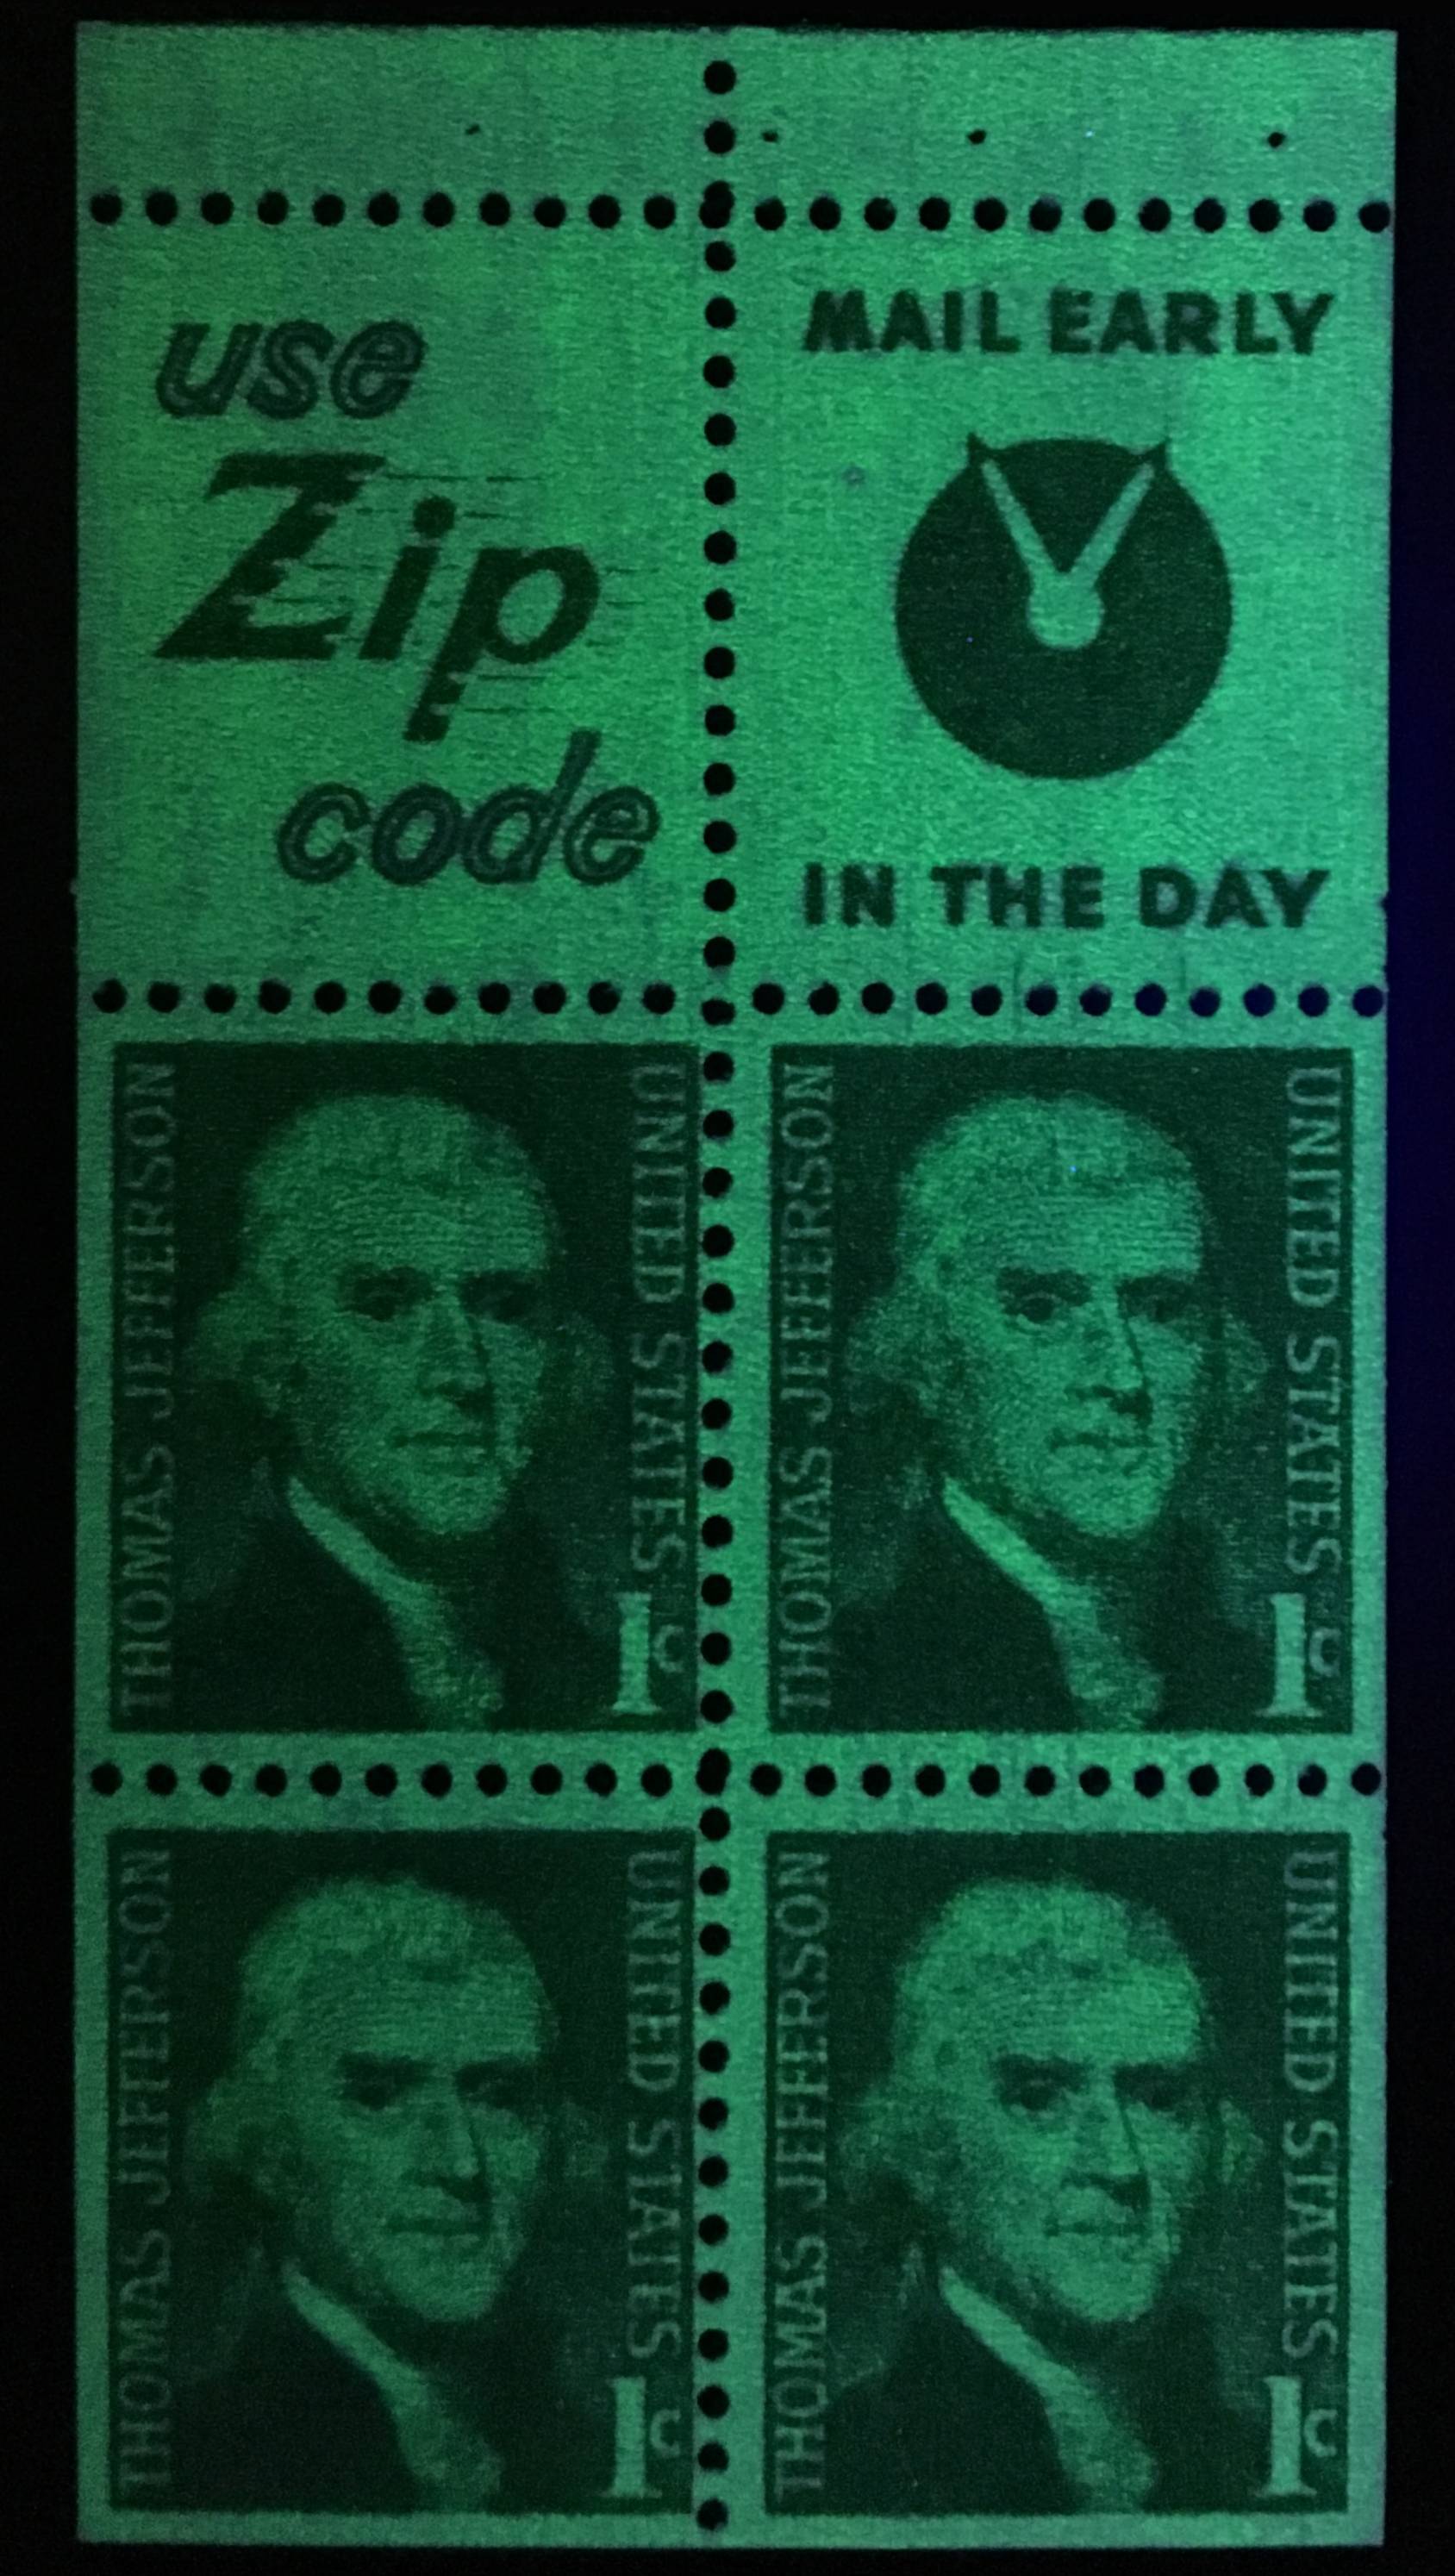 use
Zip
code
MAIL EARLY
IN THE DAY
THOMAS JEFFERSON
UNITED STATES
1c
THOMAS JEFFERSON
UNITED STATES
1c
THOMAS JEFFERSON
UNITED STATES
1c
THOMAS JEFFERSON
UNITED STATES
1c